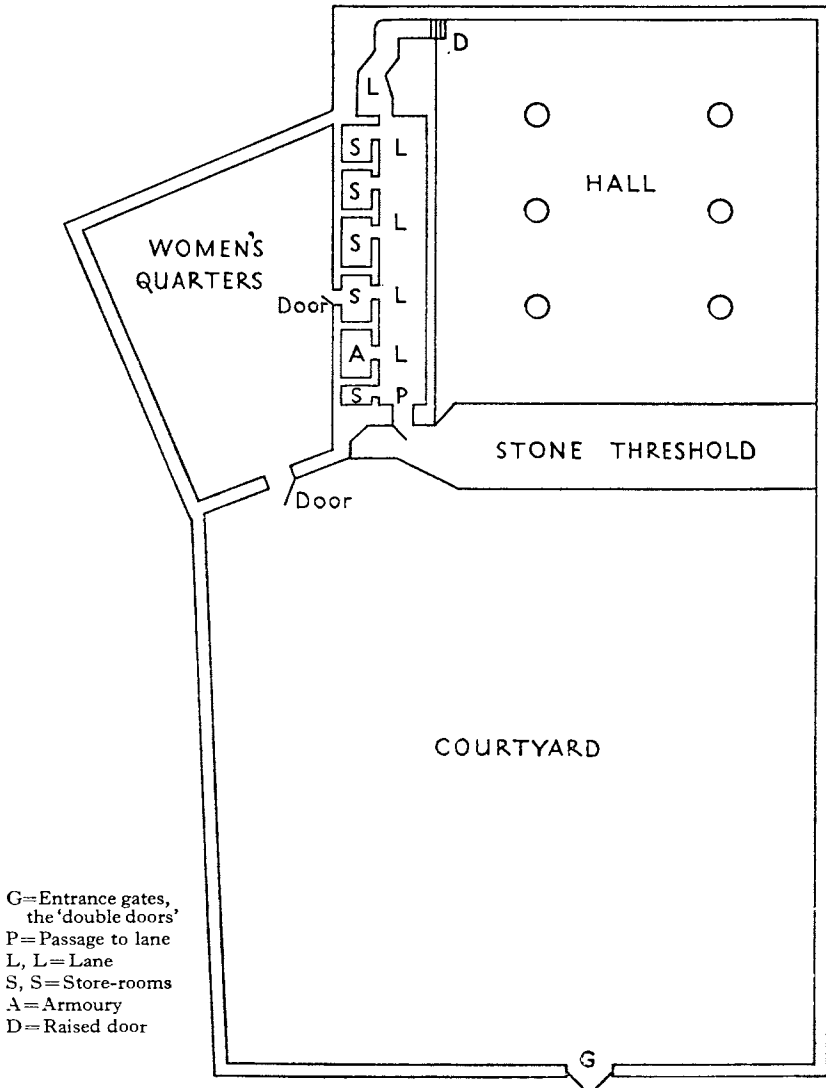 D
L
S
L
HALL
S
L
WOMEN'S
QUARTERS
S
Door
S
L
A
L
S
P
STONE THRESHOLD
Door
COURTYARD
G=Entrance gates,
the 'double doors'
P=Passage to lane
L, L=Lane
S, S=Store-rooms
A=Armoury
D=Raised door
G